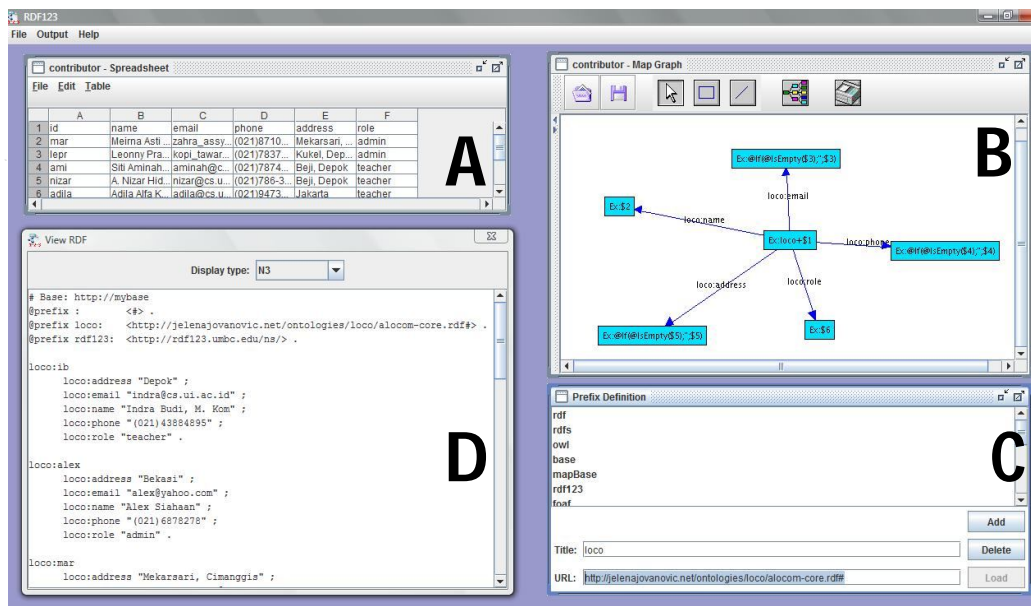 RDF123
File Output Help
contributor - Spreadsheet
File Edit Table
A B C D E F
1 id name email phone address role
2 mar Meirna Asti ... zahra_assy... (021)8710... Mekarsari, ... admin
3 lepr Leonny Pra... kopi_tawar... (021)7837... Kukel, Dep... admin
4 ami Siti Aminah... aminah@c... (021)7874... Beji, Depok teacher
5 nizar A. Nizar Hid... nizar@cs.u... (021)786-3... Beji, Depok teacher
6 adila Adila Alfa K... adila@cs.u... (021)9473... Jakarta teacher
A
contributor - Map Graph
B
Ex:@If(@IsEmpty($3);'';$3)
loco:email
Ex:$2
loco:name
Ex:loco+$1
loco:phone
Ex:@If(@IsEmpty($4);'';$4)
loco:address
loco:role
Ex:@If(@IsEmpty($5);'';$5)
Ex:$6
View RDF
Display type: N3
# Base: http://mybase
@prefix : <#> .
@prefix loco: <http://jelenajovanovic.net/ontologies/loco/alocom-core.rdf#> .
@prefix rdf123: <http://rdf123.umbc.edu/ns/> .
loco:ib
loco:address "Depok" ;
loco:email "indra@cs.ui.ac.id" ;
loco:name "Indra Budi, M. Kom" ;
loco:phone "(021)43884895" ;
loco:role "teacher" .
loco:alex
loco:address "Bekasi" ;
loco:email "alex@yahoo.com" ;
loco:name "Alex Siahaan" ;
loco:phone "(021)6878278" ;
loco:role "admin" .
loco:mar
loco:address "Mekarsari, Cimanggis" ;
D
Prefix Definition
rdf
rdfs
owl
base
mapBase
rdf123
foaf
C
Add
Title: loco
Delete
URL: http://jelenajovanovic.net/ontologies/loco/alocom-core.rdf#
Load